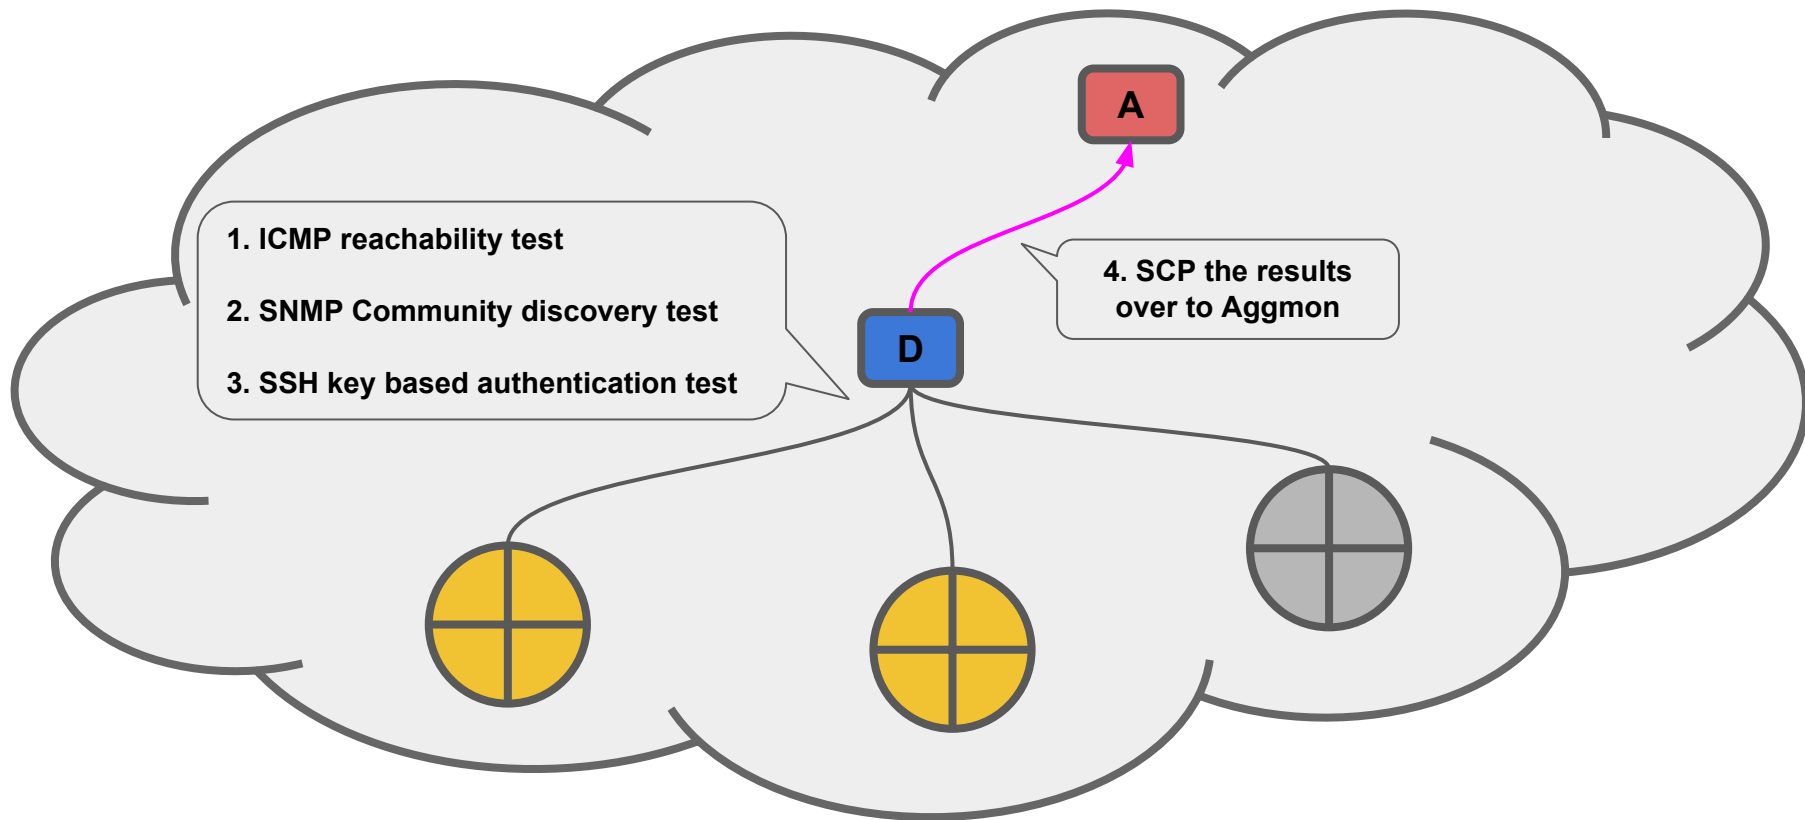 A
1. ICMP reachability test
2. SNMP Community discovery test
3. SSH key based authentication test
4. SCP the results
over to Aggmon
D